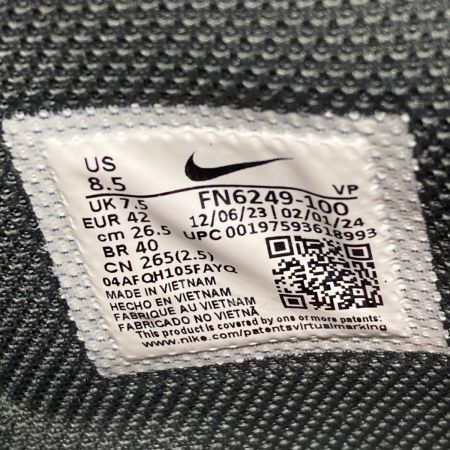 US
8.5
VP
UK 7.5
FN6249-100
EUR 42
12/06/23 | 02/01/24
cm 26.5
UPC 00197593618993
BR 40
CN 265(2.5)
04AFQH105FAYQ
MADE IN VIETNAM
HECHO EN VIETNAM
FABRIQUE AU VIETNAM
FABRICADO NO VIETNÃ
This product is covered by one or more patents:
www.nike.com/patentsvirtualmarking